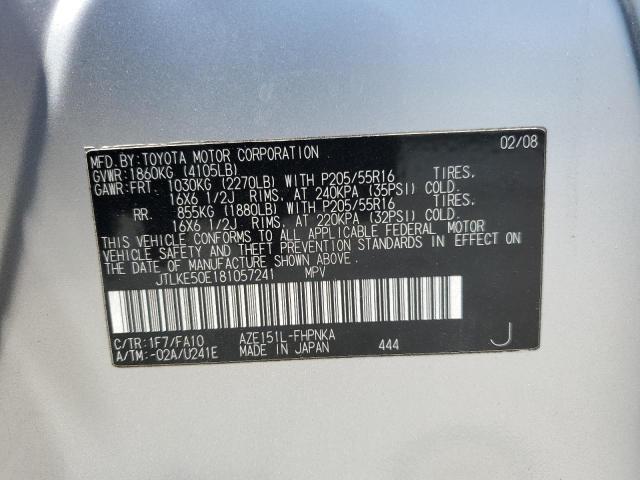 02/08
MFD.BY:TOYOTA MOTOR CORPORATION
GVWR:1860KG (4105LB)
GAWR:FRT. 1030KG (2270LB) WITH P205/55R16 TIRES.
16X6 1/2J RIMS, AT 240KPA (35PSI) COLD.
RR. 855KG (1880LB) WITH P205/55R16 TIRES.
16X6 1/2J RIMS, AT 220KPA (32PSI) COLD.
THIS VEHICLE CONFORMS TO ALL APPLICABLE FEDERAL MOTOR
VEHICLE SAFETY AND THEFT PREVENTION STANDARDS IN EFFECT ON
THE DATE OF MANUFACTURE SHOWN ABOVE.
JTLKE50E181057241 MPV
C/TR:1F7/FA10 AZE151L-FHPNKA
A/TM:-02A/U241E MADE IN JAPAN 444 J